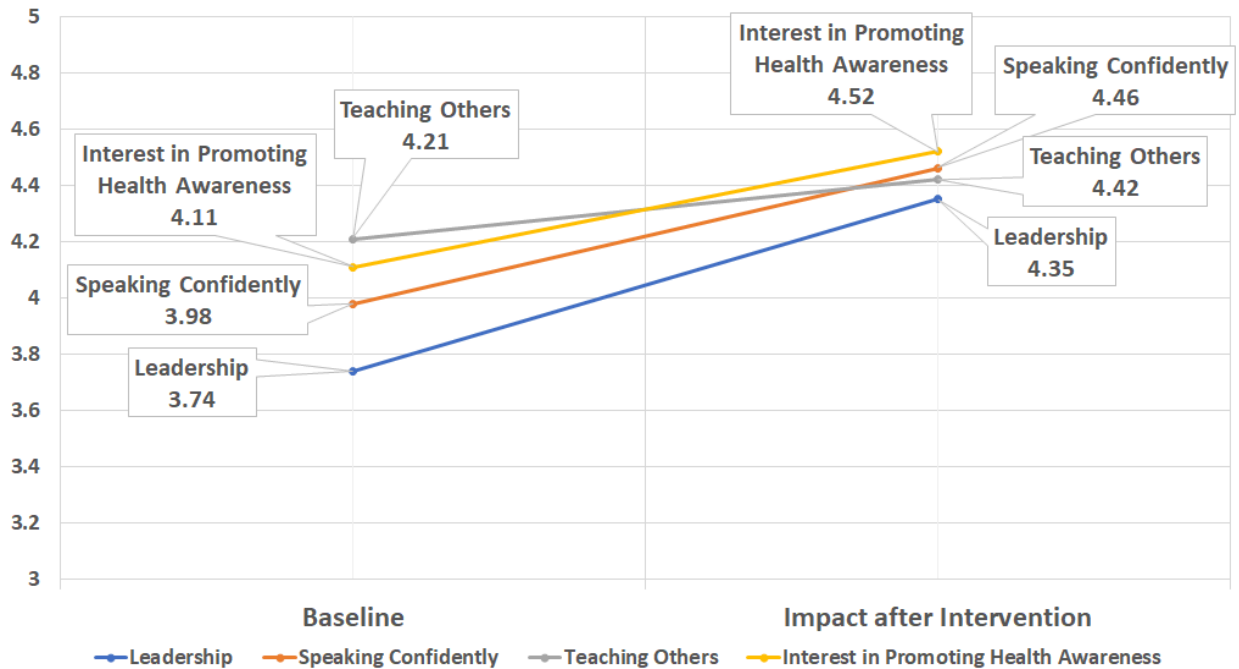 5
4.8
4.6
4.4
4.2
4
3.8
3.6
3.4
3.2
3
Teaching Others
4.21
Interest in Promoting
Health Awareness
4.11
Speaking Confidently
3.98
Leadership
3.74
Interest in Promoting
Health Awareness
4.52
Speaking Confidently
4.46
Teaching Others
4.42
Leadership
4.35
Baseline
Impact after Intervention
Leadership
Speaking Confidently
Teaching Others
Interest in Promoting Health Awareness